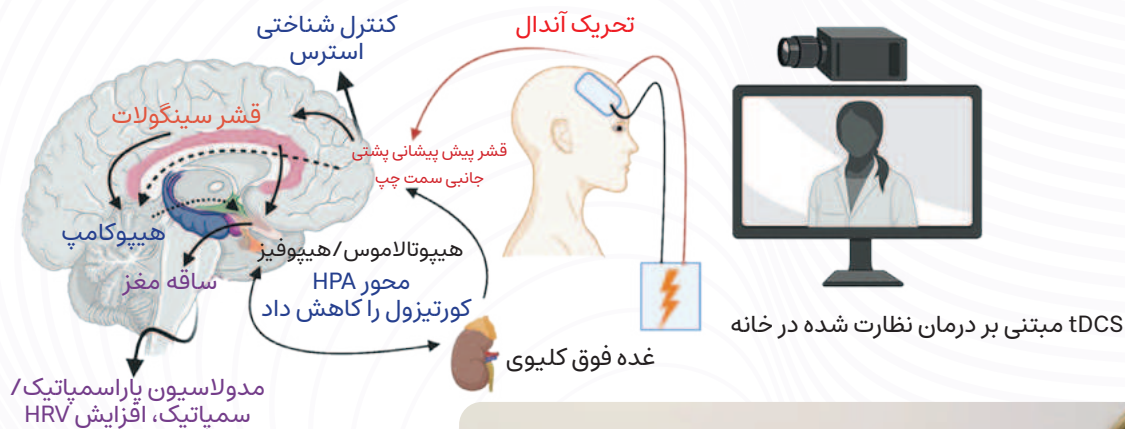 کنترل شناختی
استرس
تحریک آندال
قشر سینگولات
قشر پیش پیشانی پشتی
جانبی سمت چپ
هیپوکامپ
هیپوتالاموس/هیپوفیز
ساقه مغز
محور HPA
کورتیزول را کاهش داد
غده فوق کلیوی
tDCS مبتنی بر درمان نظارت شده در خانه
مدولاسیون پاراسمپاتیک/
سمپاتیک، افزایش HRV